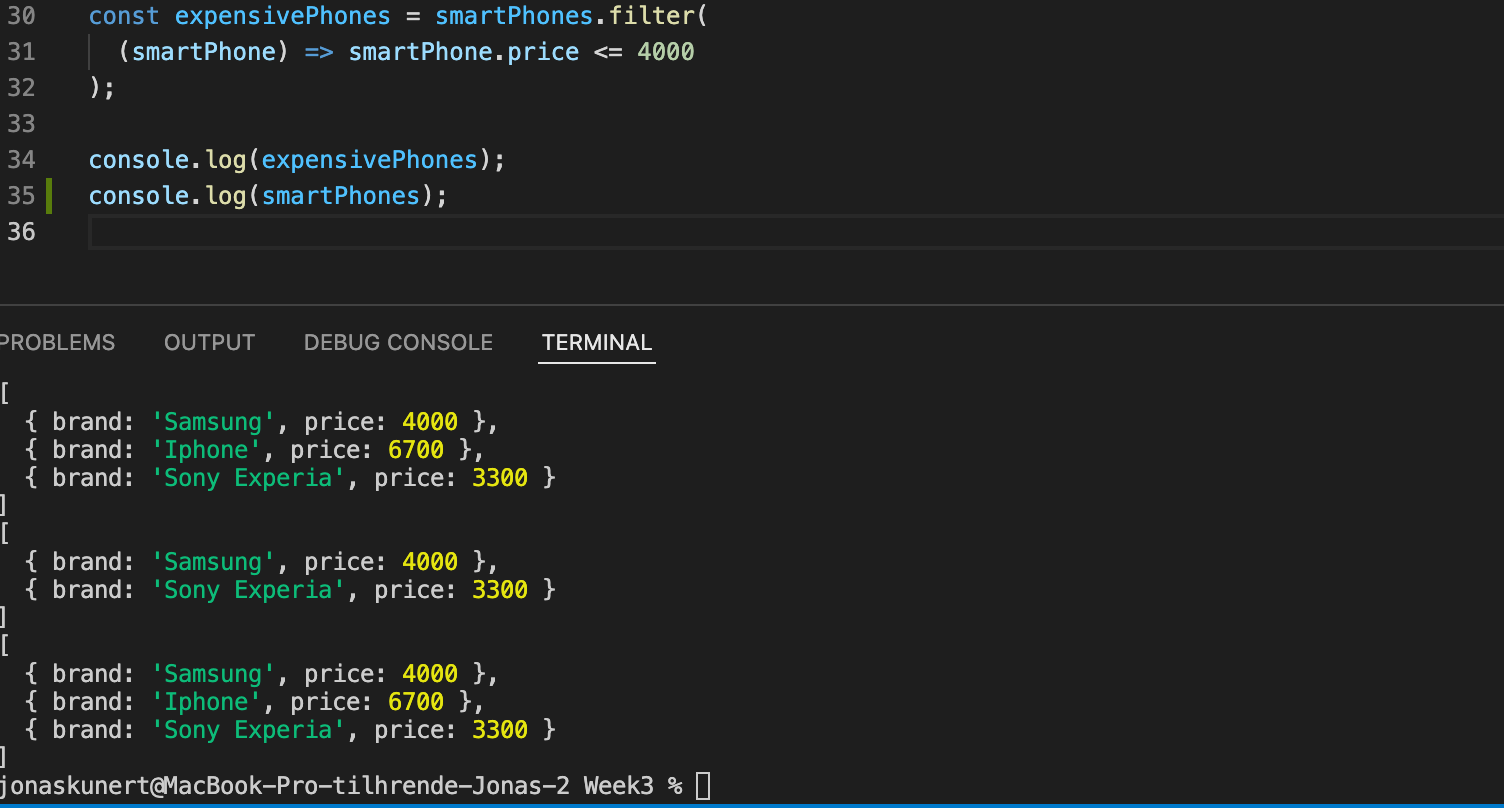 30 const expensivePhones = smartPhones.filter(
31 (smartPhone) => smartPhone.price <= 4000
32 );
33
34 console.log(expensivePhones);
35 console.log(smartPhones);
36
PROBLEMS OUTPUT DEBUG CONSOLE TERMINAL
[
{ brand: 'Samsung', price: 4000 },
{ brand: 'Iphone', price: 6700 },
{ brand: 'Sony Experia', price: 3300 }
]
[
{ brand: 'Samsung', price: 4000 },
{ brand: 'Sony Experia', price: 3300 }
]
[
{ brand: 'Samsung', price: 4000 },
{ brand: 'Iphone', price: 6700 },
{ brand: 'Sony Experia', price: 3300 }
]
jonaskunert@MacBook-Pro-tilhrende-Jonas-2 Week3 %